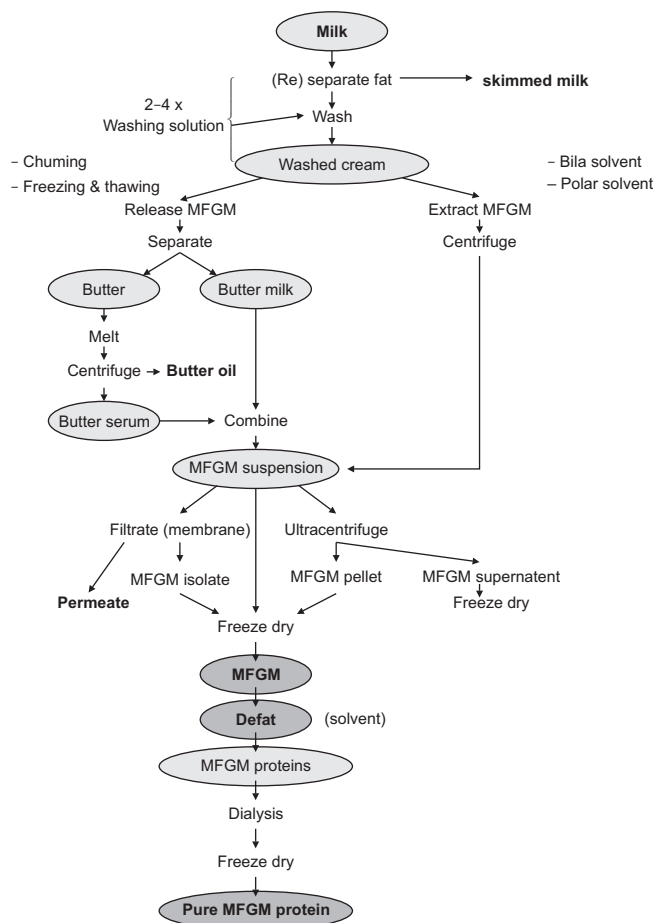 Milk
(Re) separate fat
skimmed milk
2–4 x
Washing solution
Wash
Washed cream
– Chuming
– Freezing & thawing
– Bila solvent
– Polar solvent
Release MFGM
Extract MFGM
Separate
Centrifuge
Butter
Butter milk
Melt
Centrifuge
Butter oil
Butter serum
Combine
MFGM suspension
Filtrate (membrane)
Ultracentrifuge
MFGM isolate
MFGM pellet
MFGM supernatent
Permeate
Freeze dry
Freeze dry
MFGM
Defat
(solvent)
MFGM proteins
Dialysis
Freeze dry
Pure MFGM protein